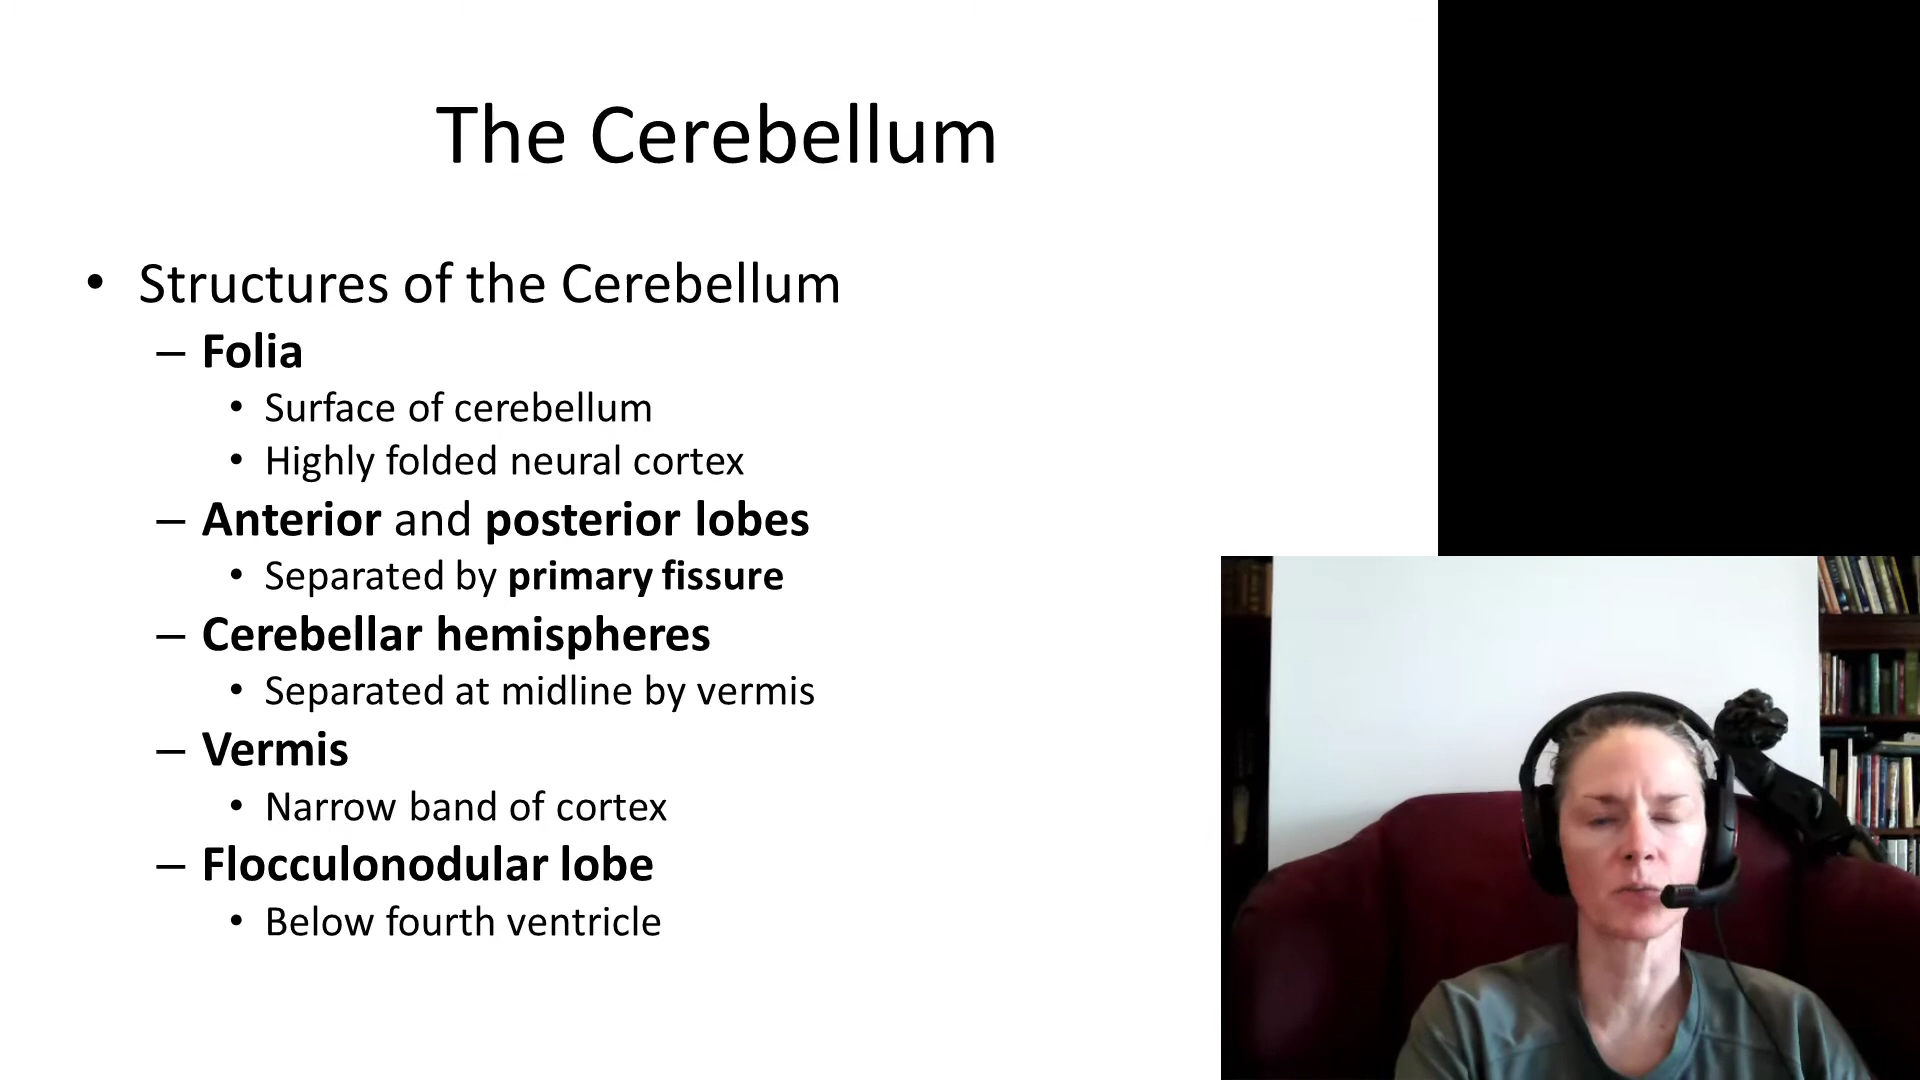 The Cerebellum
• Structures of the Cerebellum
– Folia
• Surface of cerebellum
• Highly folded neural cortex
– Anterior and posterior lobes
• Separated by primary fissure
– Cerebellar hemispheres
• Separated at midline by vermis
– Vermis
• Narrow band of cortex
– Flocculonodular lobe
• Below fourth ventricle